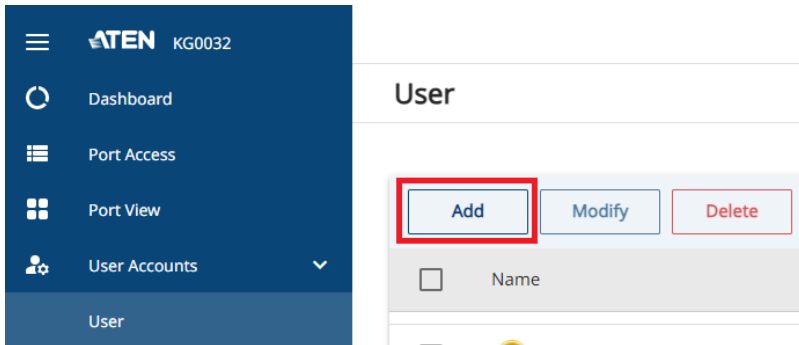 ATEN KG0032
Dashboard
Port Access
Port View
User Accounts
User
User
Add Modify Delete
Name